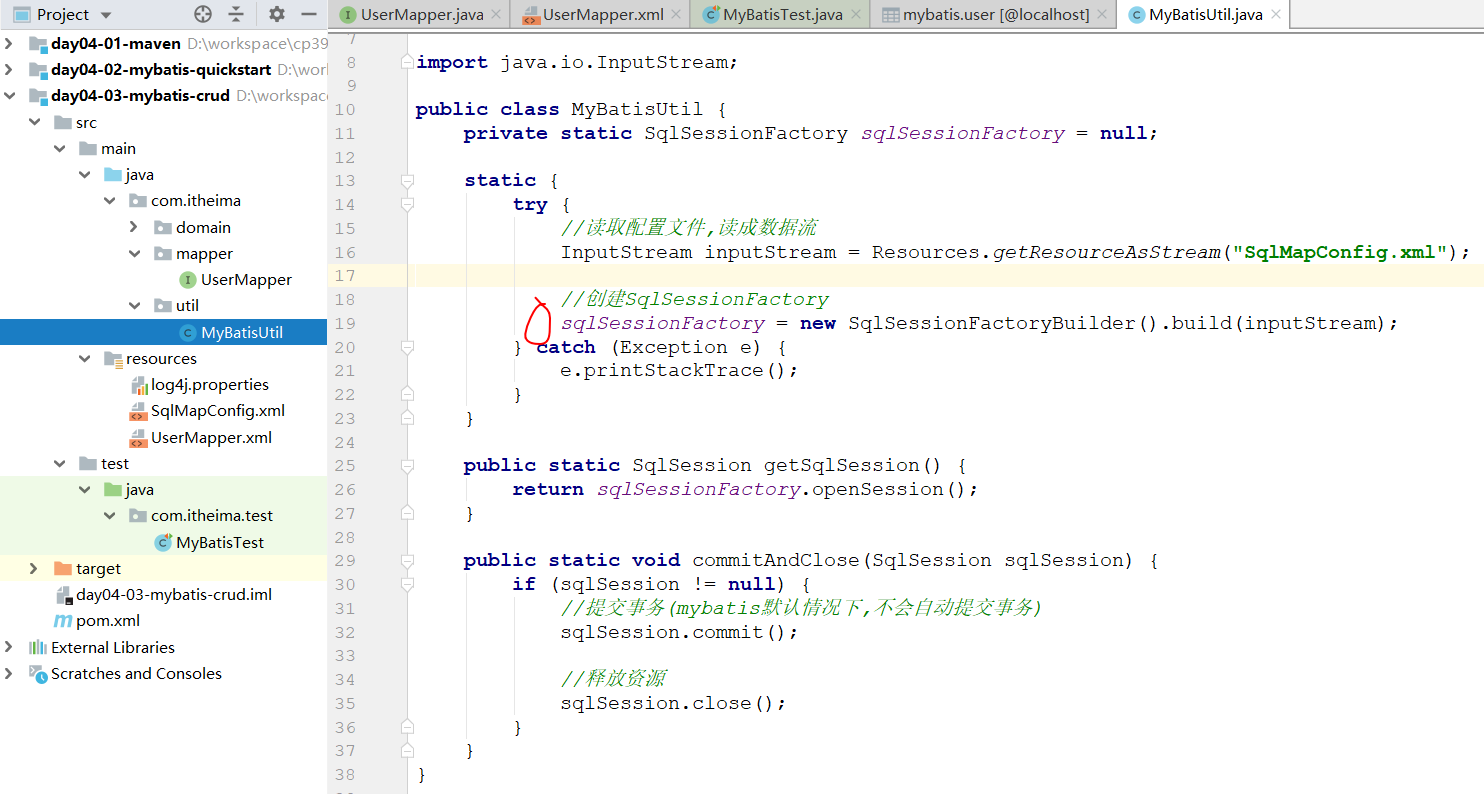 Project
day04-01-maven D:\workspace\cp39
day04-02-mybatis-quickstart D:\wor
day04-03-mybatis-crud D:\workspac
src
main
java
com.itheima
domain
mapper
UserMapper
util
MyBatisUtil
resources
log4j.properties
SqlMapConfig.xml
UserMapper.xml
test
java
com.itheima.test
MyBatisTest
target
day04-03-mybatis-crud.iml
pom.xml
External Libraries
Scratches and Consoles
UserMapper.java UserMapper.xml MyBatisTest.java mybatis.user [@localhost] MyBatisUtil.java
7
8 import java.io.InputStream;
9
10 public class MyBatisUtil {
11 private static SqlSessionFactory sqlSessionFactory = null;
12
13 static {
14 try {
15 //读取配置文件,读成数据流
16 InputStream inputStream = Resources.getResourceAsStream("SqlMapConfig.xml");
17
18 //创建SqlSessionFactory
19 sqlSessionFactory = new SqlSessionFactoryBuilder().build(inputStream);
20 } catch (Exception e) {
21 e.printStackTrace();
22 }
23 }
24
25 public static SqlSession getSqlSession() {
26 return sqlSessionFactory.openSession();
27 }
28
29 public static void commitAndClose(SqlSession sqlSession) {
30 if (sqlSession != null) {
31 //提交事务(mybatis默认情况下,不会自动提交事务)
32 sqlSession.commit();
33
34 //释放资源
35 sqlSession.close();
36 }
37 }
38 }